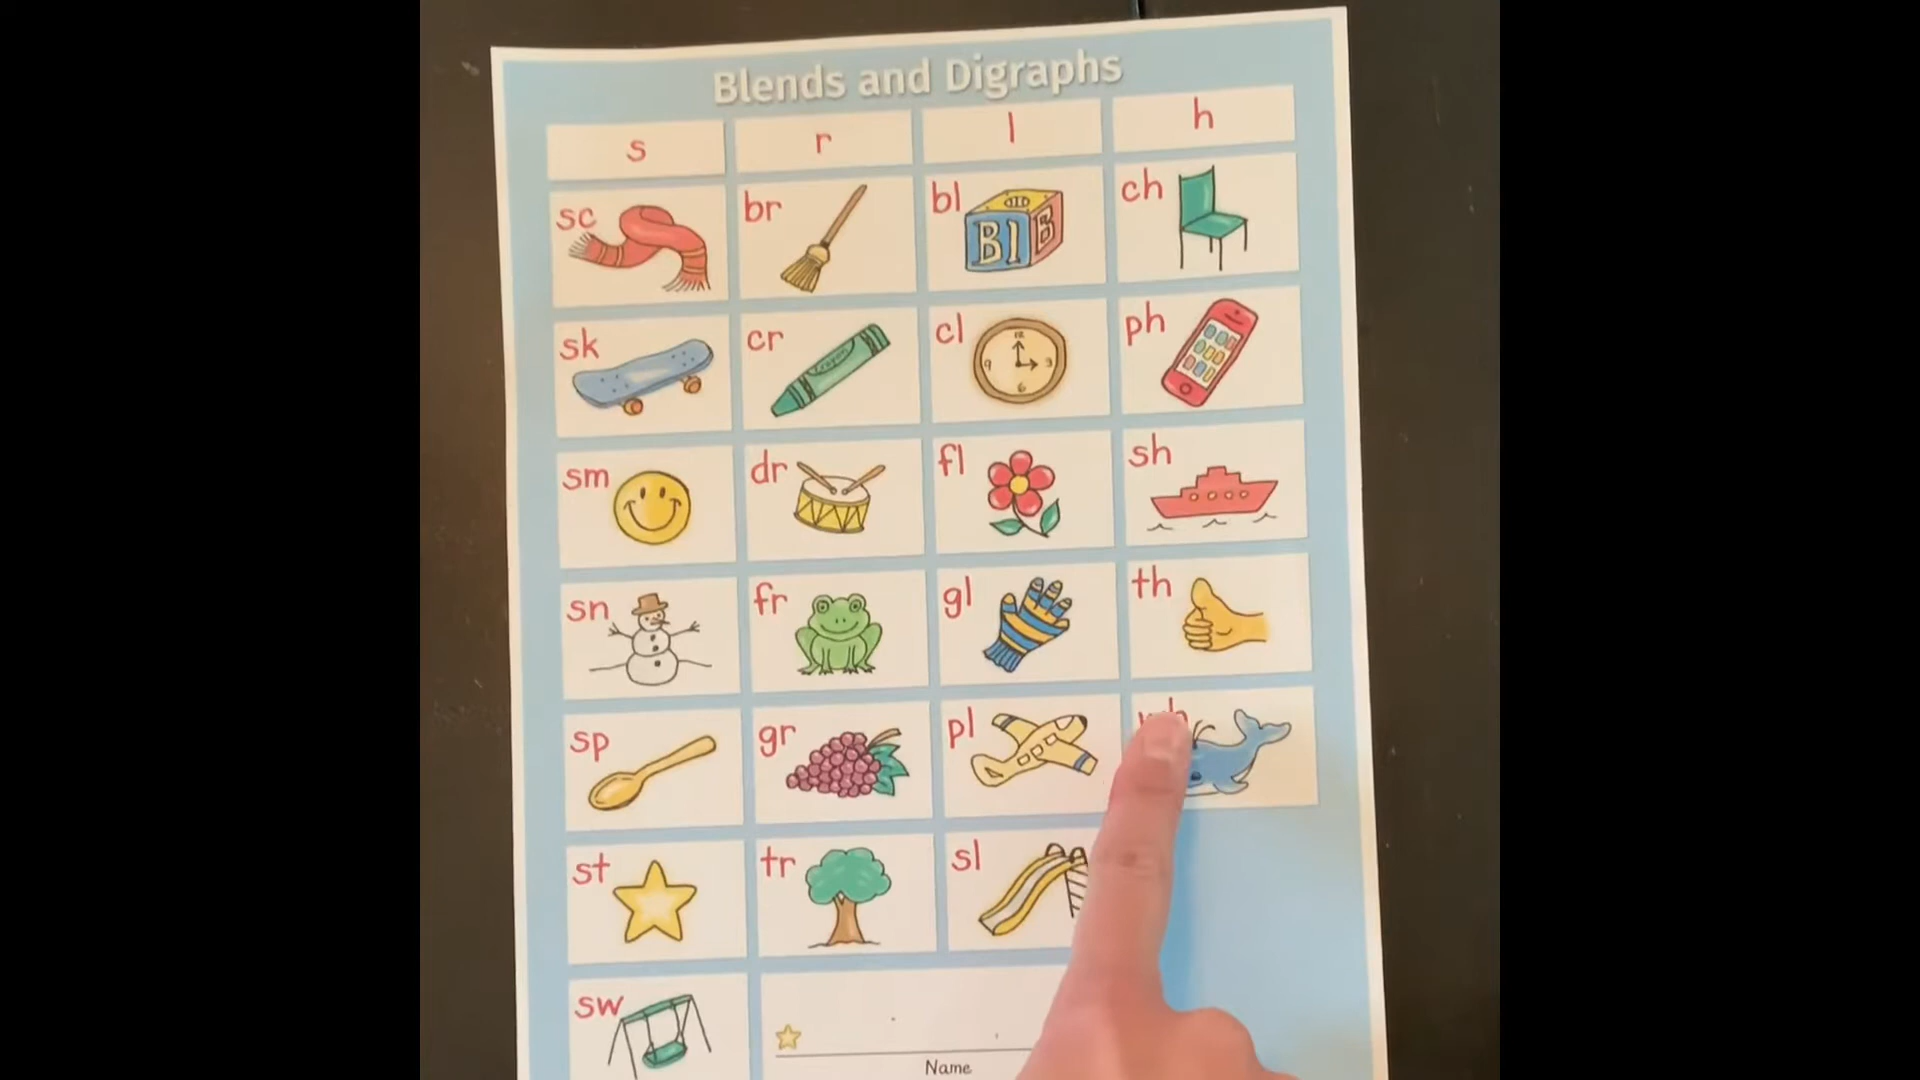 Blends and Digraphs
s r l h
sc br bl ch
sk cr cl ph
sm dr fl sh
sn fr gl th
sp gr pl
st tr sl
sw
Name